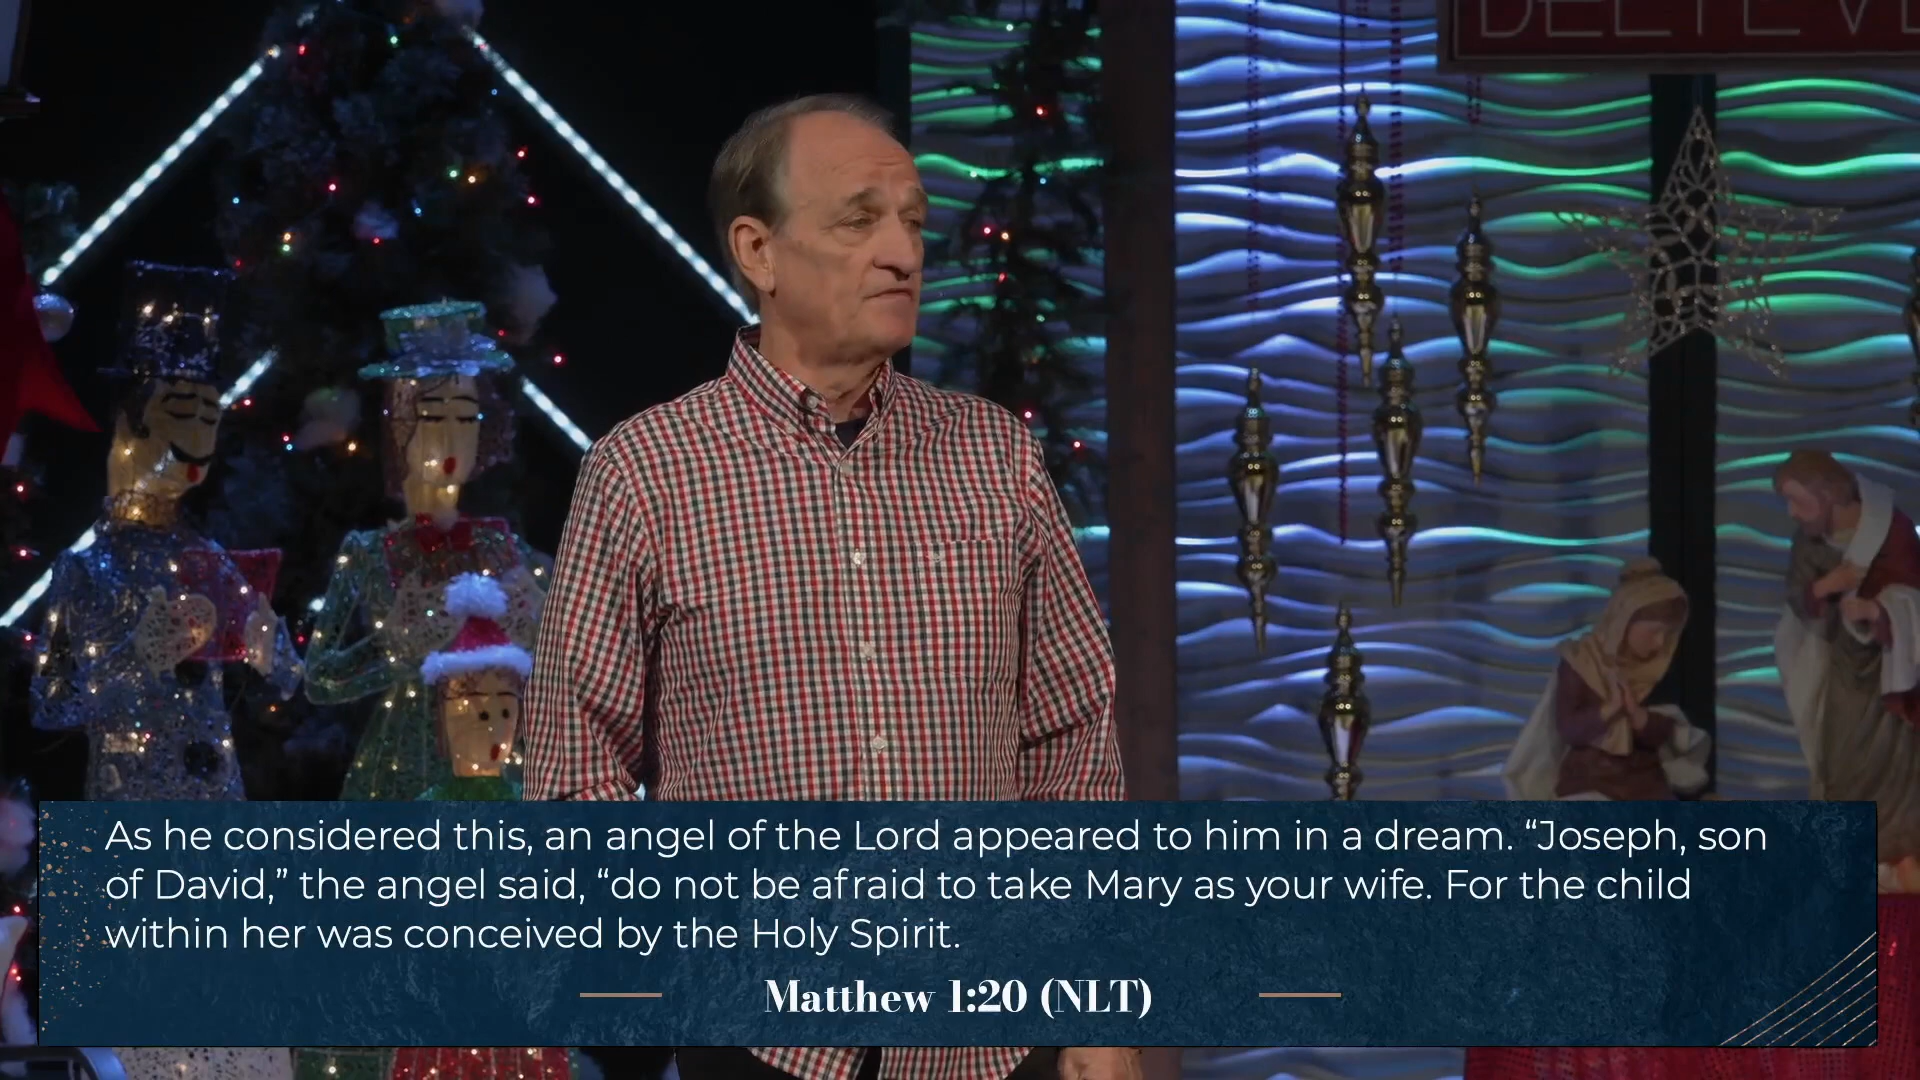 BELIEVE
As he considered this, an angel of the Lord appeared to him in a dream. “Joseph, son
of David,” the angel said, “do not be afraid to take Mary as your wife. For the child
within her was conceived by the Holy Spirit.
Matthew 1:20 (NLT)